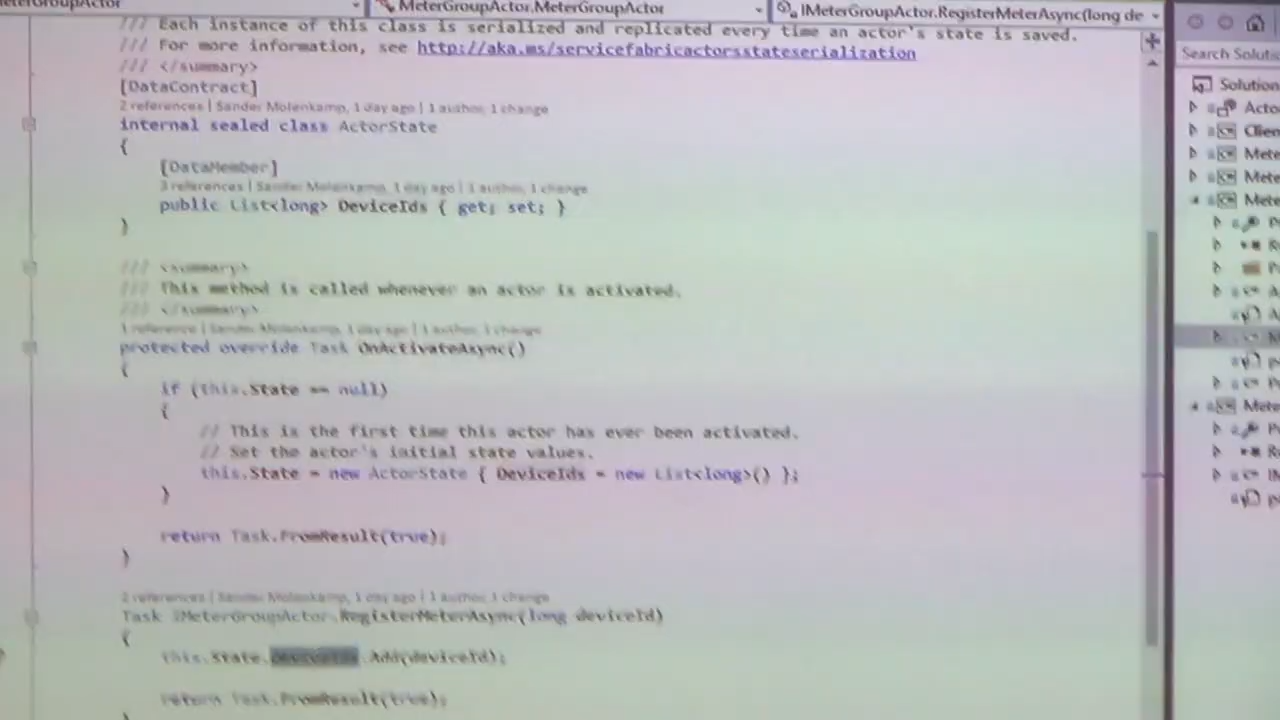 MeterGroupActor.MeterGroupActor
IMeterGroupActor.RegisterMeterAsync(long de
/// Each instance of this class is serialized and replicated every time an actor's state is saved.
/// For more information, see http://aka.ms/servicefabricactorsstateserialization
/// </summary>
[DataContract]
2 references | Sander Molenkamp, 1 day ago | 1 author, 1 change
internal sealed class ActorState
{
[DataMember]
3 references | Sander Molenkamp, 1 day ago | 1 author, 1 change
public List<long> DeviceIds { get; set; }
}
/// <summary>
/// This method is called whenever an actor is activated.
/// </summary>
1 reference | Sander Molenkamp, 1 day ago | 1 author, 1 change
protected override Task OnActivateAsync()
{
if (this.State == null)
{
// This is the first time this actor has ever been activated.
// Set the actor's initial state values.
this.State = new ActorState { DeviceIds = new List<long>() };
}
return Task.FromResult(true);
}
2 references | Sander Molenkamp, 1 day ago | 1 author, 1 change
Task IMeterGroupActor.RegisterMeterAsync(long deviceId)
{
this.State.DeviceIds.Add(deviceId);
return Task.FromResult(true);
}
Search Soluti
Solution
Acto
Clien
Mete
Mete
Mete
Mete